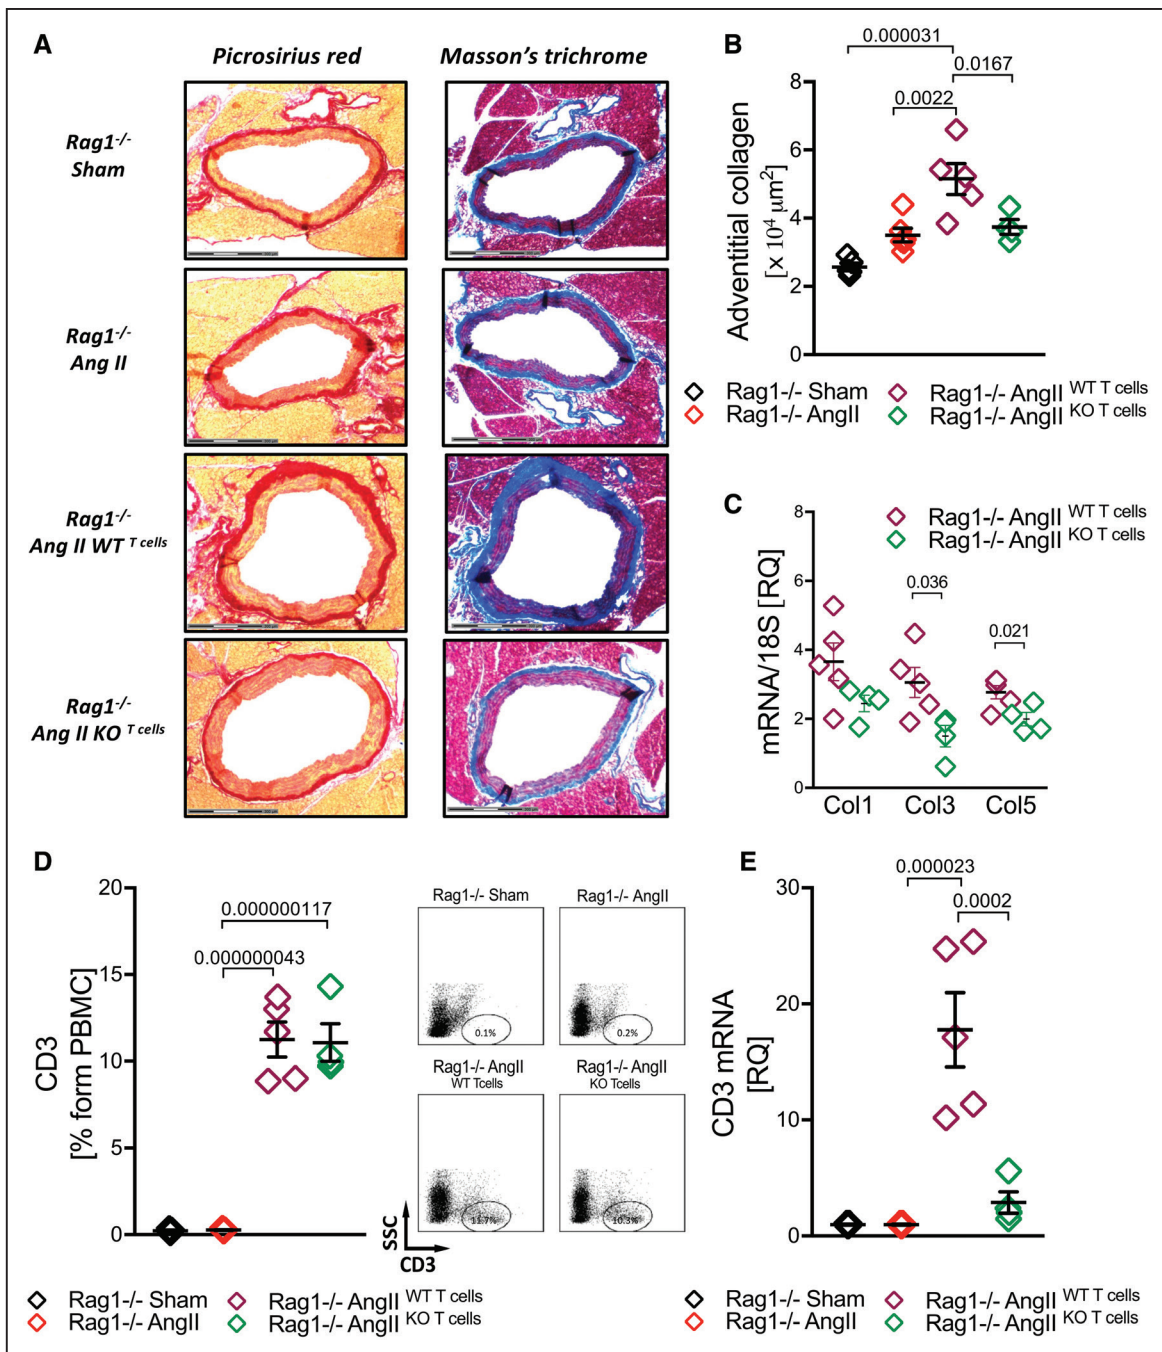 A
Picrosirius red
Masson's trichrome
Rag1-/-
Sham
Rag1-/-
Ang II
Rag1-/-
Ang II WT T cells
Rag1-/-
Ang II KO T cells
B
0.000031
0.0167
0.0022
8
6
4
2
0
Adventitial collagen
[x 10⁴ µm²]
Rag1-/- Sham
Rag1-/- AngII
Rag1-/- AngII WT T cells
Rag1-/- AngII KO T cells
C
Rag1-/- AngII WT T cells
Rag1-/- AngII KO T cells
8
6
4
2
0
mRNA/18S [RQ]
0.036
0.021
Col1
Col3
Col5
D
20
15
10
5
0
CD3
[% form PBMC]
0.000000117
0.000000043
Rag1-/- Sham
Rag1-/- AngII
0.1%
0.2%
Rag1-/- AngII
WT Tcells
Rag1-/- AngII
KO Tcells
11.7%
10.3%
SSC
CD3
Rag1-/- Sham
Rag1-/- AngII
Rag1-/- AngII WT T cells
Rag1-/- AngII KO T cells
E
0.000023
0.0002
30
20
10
0
CD3 mRNA
[RQ]
Rag1-/- Sham
Rag1-/- AngII
Rag1-/- AngII WT T cells
Rag1-/- AngII KO T cells